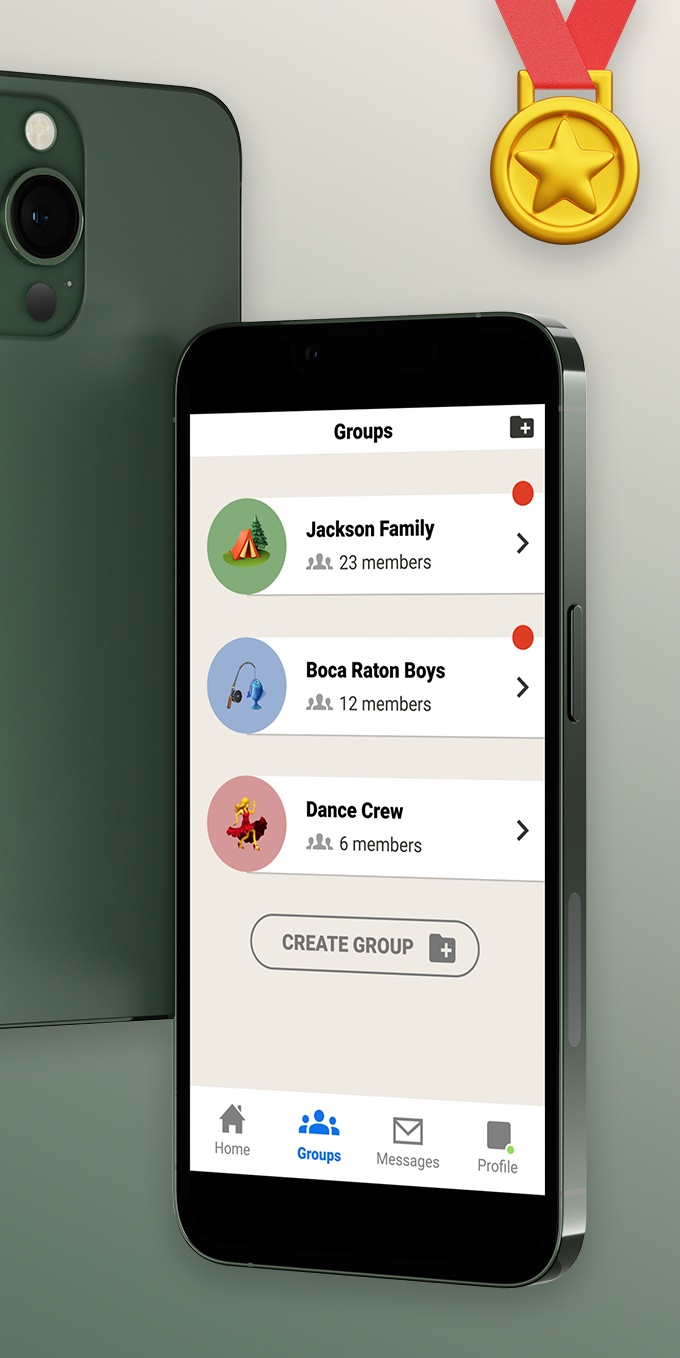 Groups
Jackson Family
23 members
Boca Raton Boys
12 members
Dance Crew
6 members
CREATE GROUP
Home
Groups
Messages
Profile